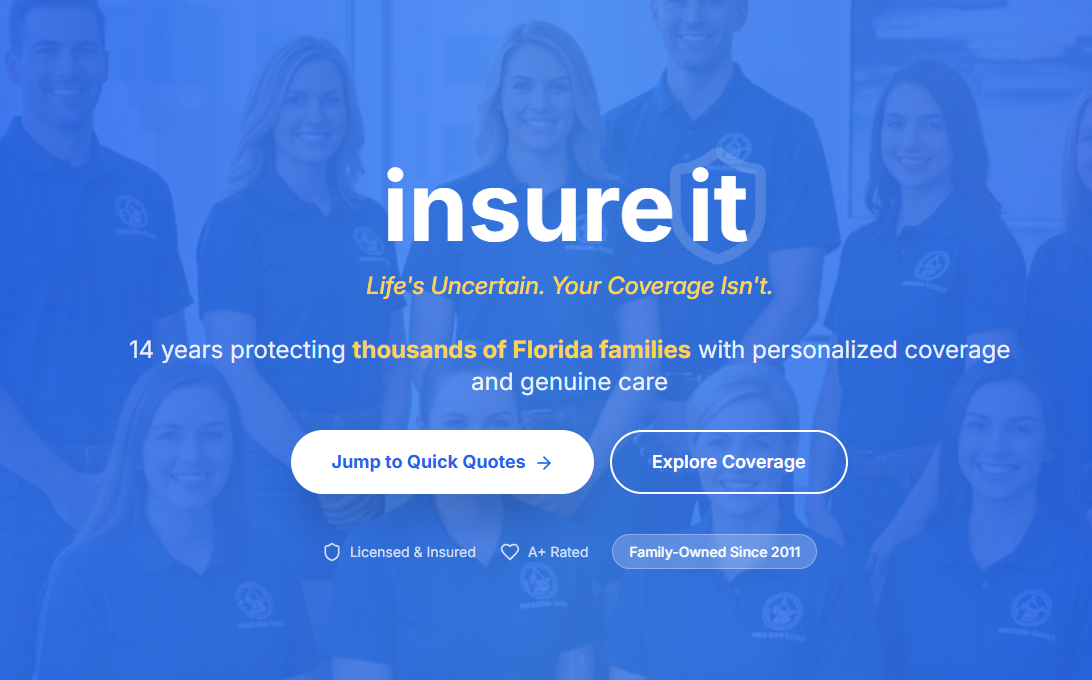 insure it
Life's Uncertain. Your Coverage Isn't.
14 years protecting thousands of Florida families with personalized coverage
and genuine care
Jump to Quick Quotes →
Explore Coverage
Licensed & Insured
A+ Rated
Family-Owned Since 2011